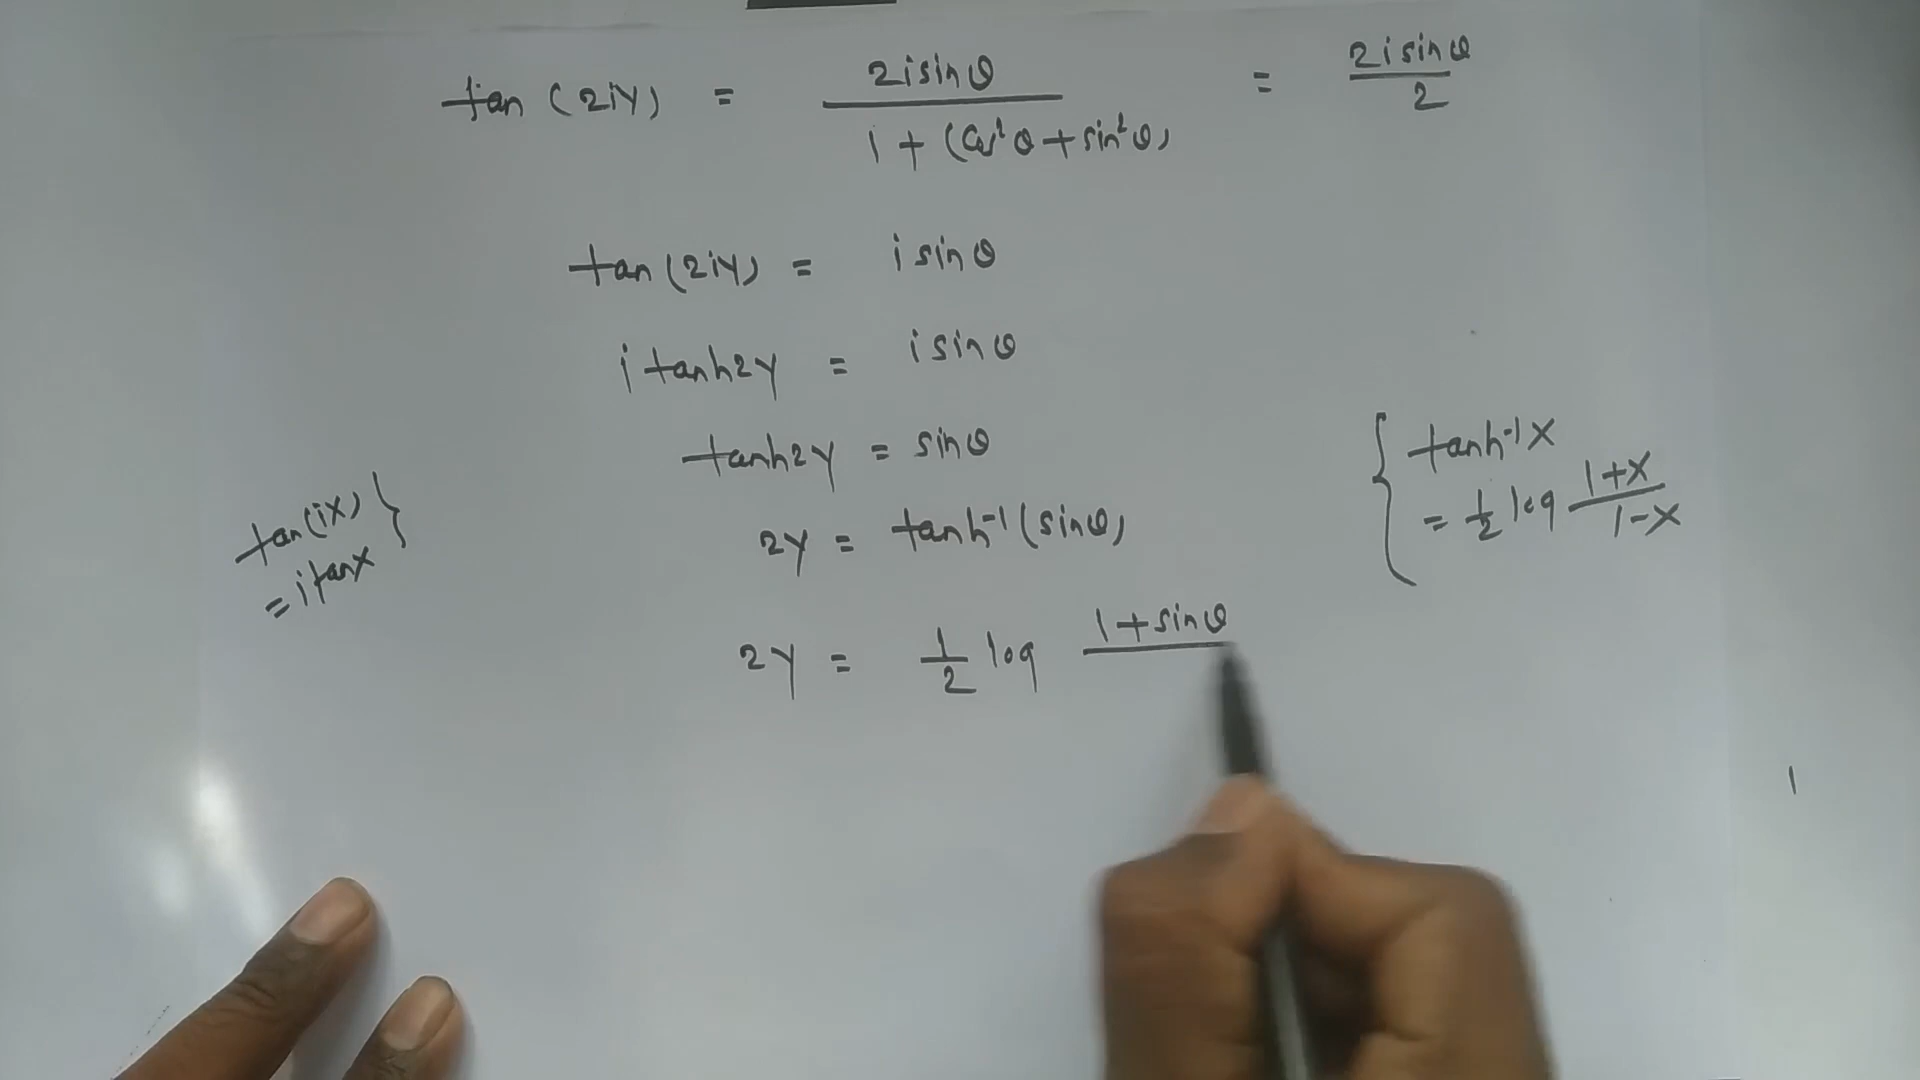 tan (2iy) = 2i sinθ / 1 + (cos²θ + sin²θ) = 2i sinθ / 2
tan (2iy) = i sinθ
i tanh2y = i sinθ
tanh2y = sinθ
2y = tanh⁻¹(sinθ)
2y = 1/2 log 1+sinθ
tan(ix)
= i tanx }
{ tanh⁻¹x
= 1/2 log 1+x / 1-x